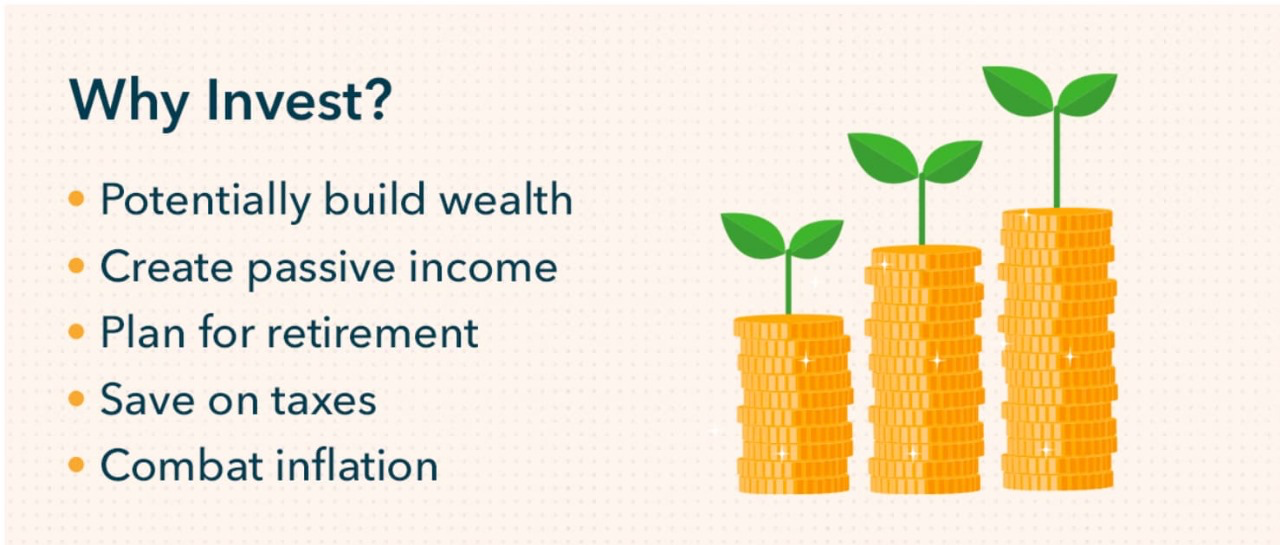 Why Invest?
• Potentially build wealth
• Create passive income
• Plan for retirement
• Save on taxes
• Combat inflation